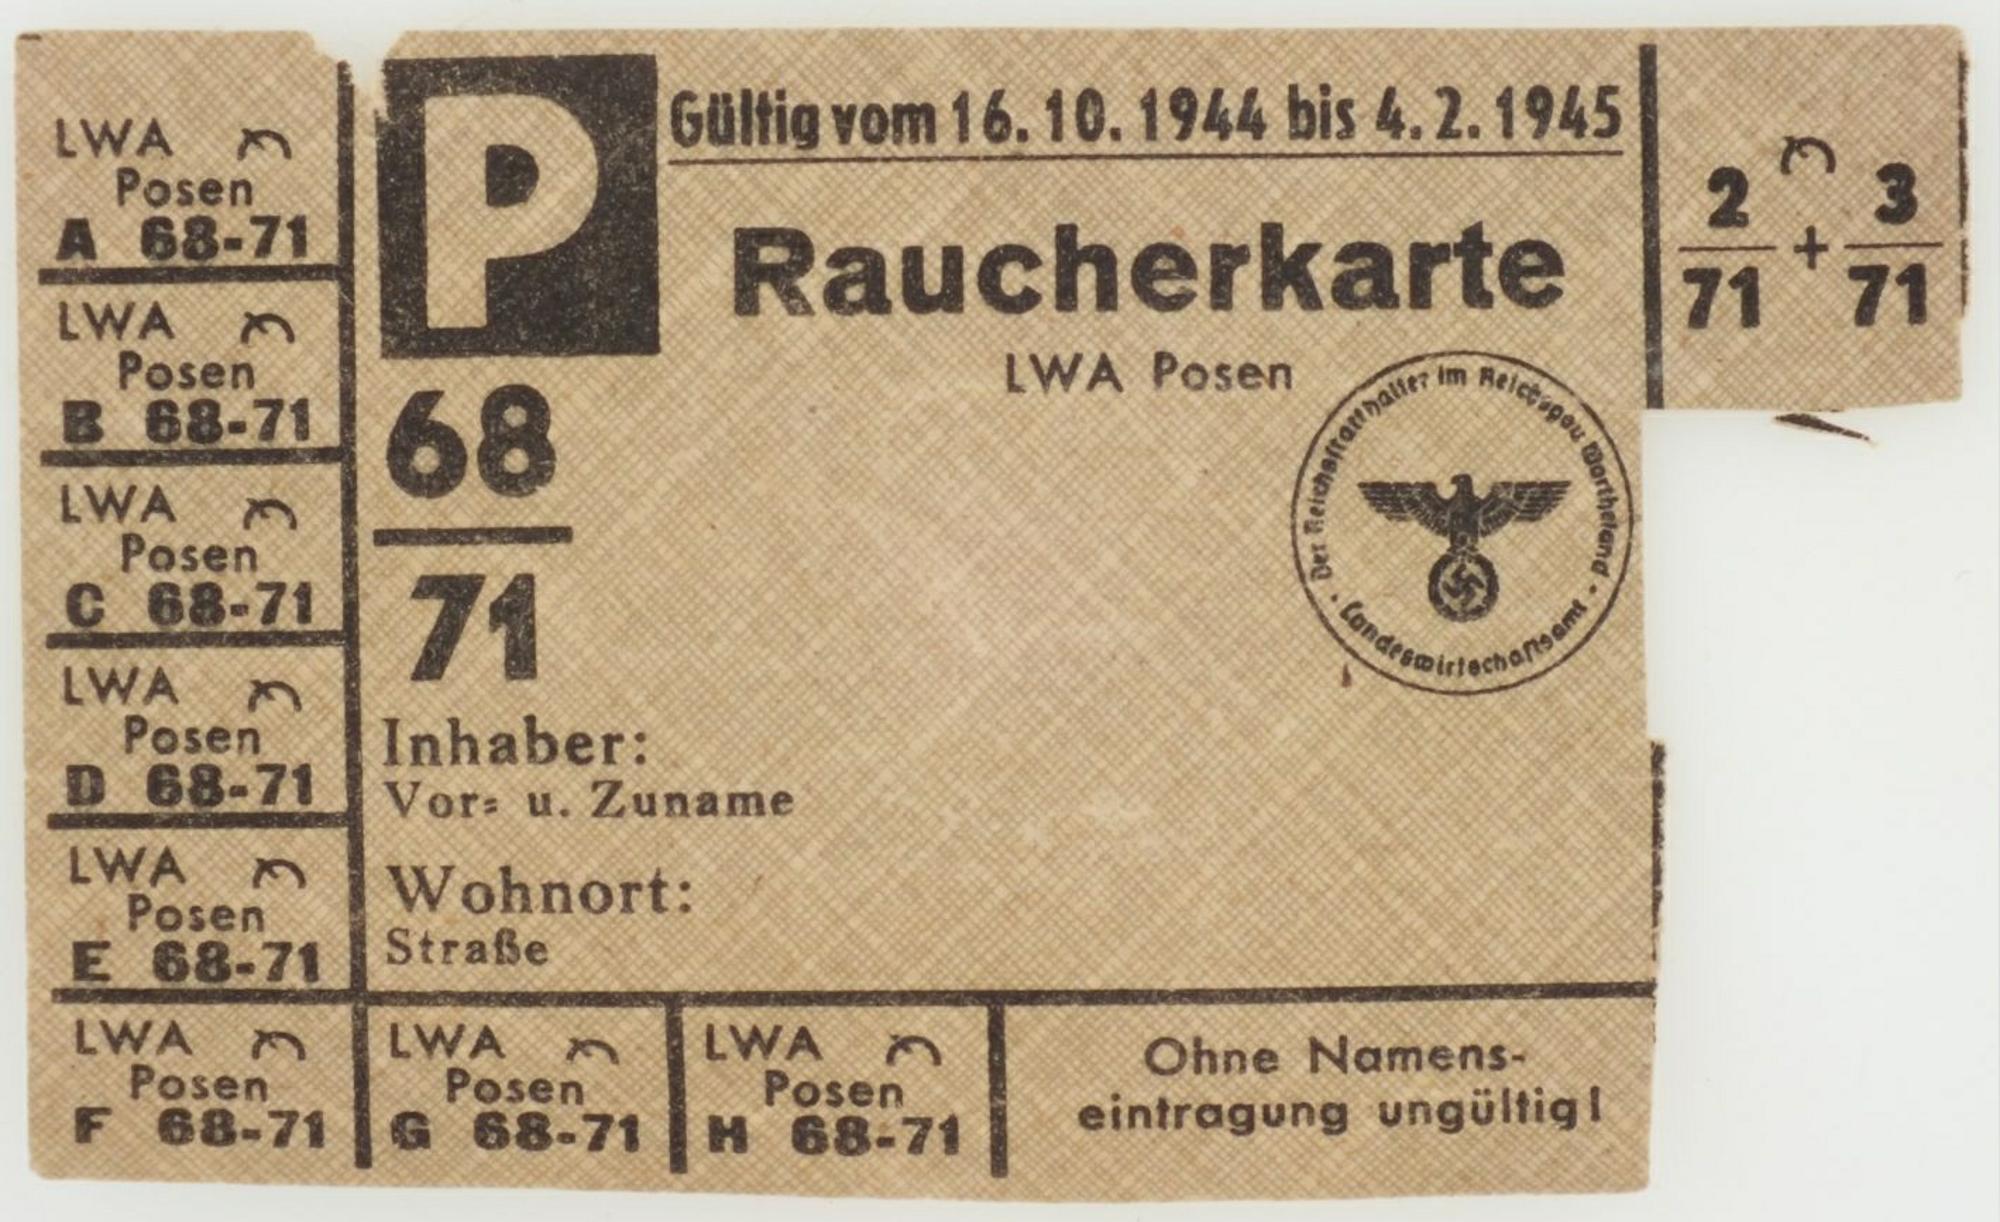 LWA
Posen
A 68-71
LWA
Posen
B 68-71
LWA
Posen
C 68-71
LWA
Posen
D 68-71
LWA
Posen
E 68-71
LWA
Posen
F 68-71
P
68
71
Gültig vom 16.10.1944 bis 4.2.1945
Raucherkarte
LWA Posen
Der Reichsstatthalter im Reichsgau Wartheland
Landeswirtschaftsamt
Inhaber:
Vor= u. Zuname
Wohnort:
Straße
2 3
+
71 71
LWA
Posen
G 68-71
LWA
Posen
H 68-71
Ohne Namens-
eintragung ungültig!